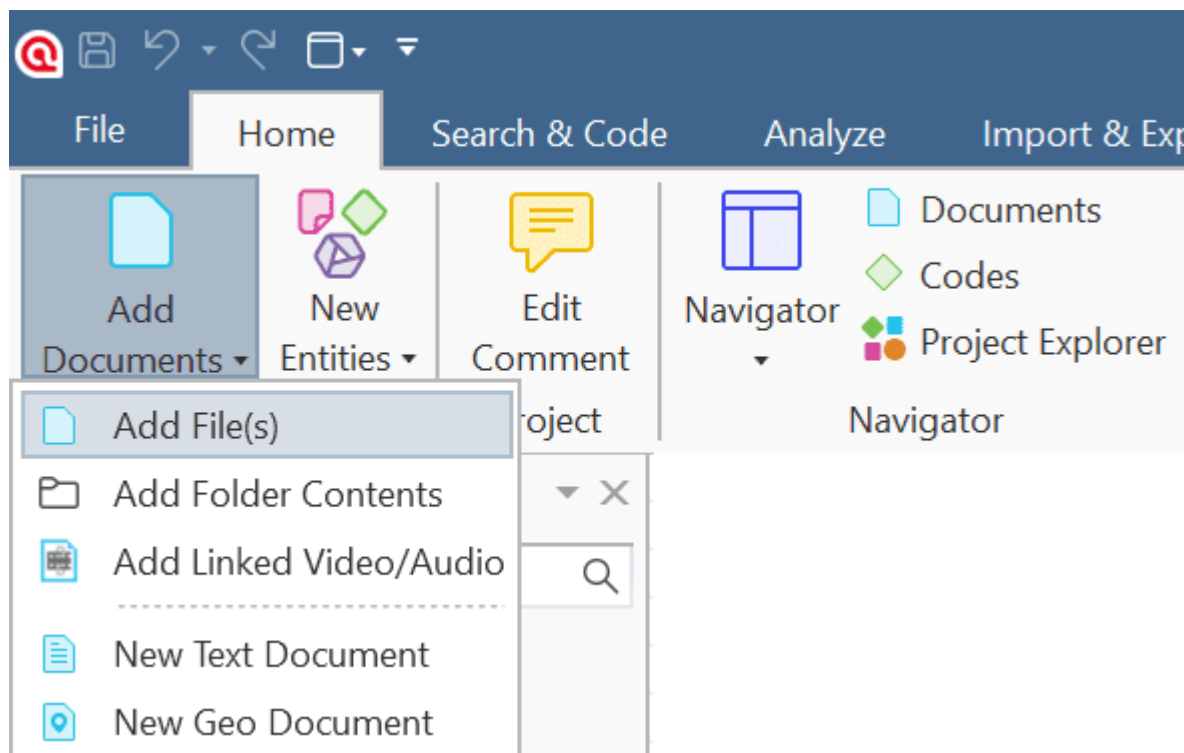 File Home Search & Code Analyze Import & Exp
Add Documents
New Entities
Edit Comment
Navigator
Documents
Codes
Project Explorer
oject
Navigator
Add File(s)
Add Folder Contents
Add Linked Video/Audio
New Text Document
New Geo Document